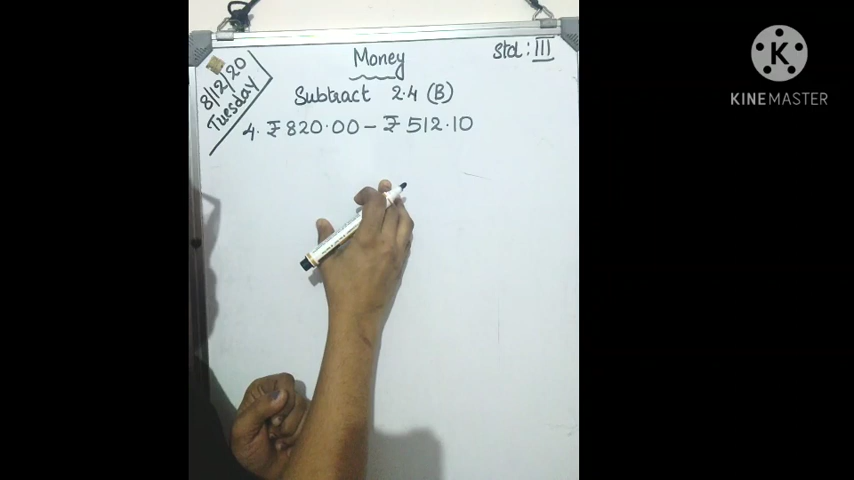 8/12/20
Tuesday
Money
Std : III
Subtract 2.4 (B)
4. ₹820.00 - ₹512.10
KINEMASTER